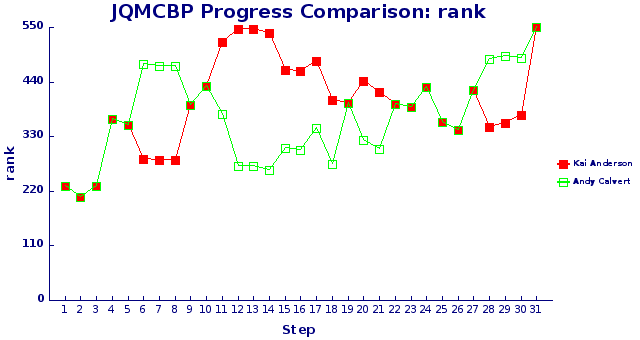 JQMCBP Progress Comparison: rank
550
440
330
220
110
0
rank
1 2 3 4 5 6 7 8 9 10 11 12 13 14 15 16 17 18 19 20 21 22 23 24 25 26 27 28 29 30 31
Step
Kai Anderson
Andy Calvert